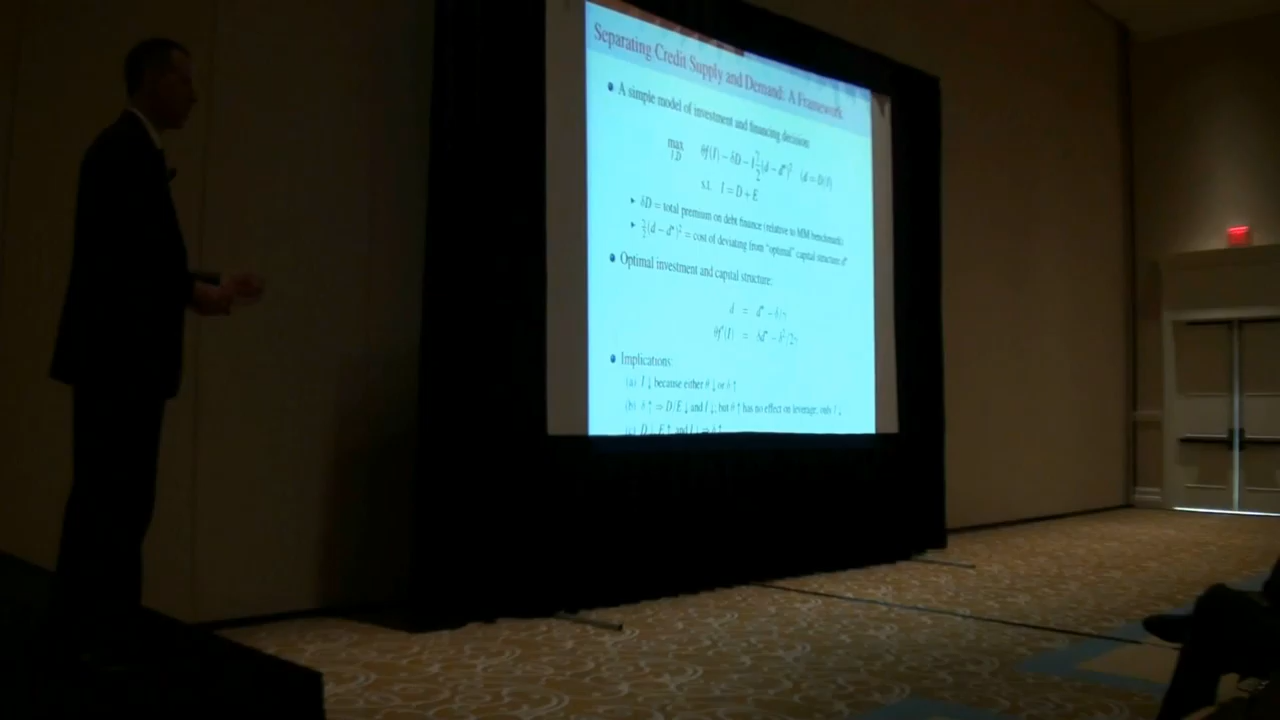 Separating Credit Supply and Demand: A Framework
A simple model of investment and financing decision:
max θf(I) − δD − I γ/2 (d − d*)² (d = D/I)
I,D
s.t. I = D + E
δD = total premium on debt finance (relative to MM benchmark)
γ/2 (d − d*)² = cost of deviating from "optimal" capital structure d*
Optimal investment and capital structure:
d = d* − δ/γ
θf′(I) = δd* − δ²/2γ
Implications:
(a) I ↓ because either θ ↓ or δ ↑
(b) δ ↑ ⇒ D/E ↓ and I ↓, but θ ↑ has no effect on leverage, only I ↓
(c) D ↓ E ↑ and I ↓ ⇒ δ ↑